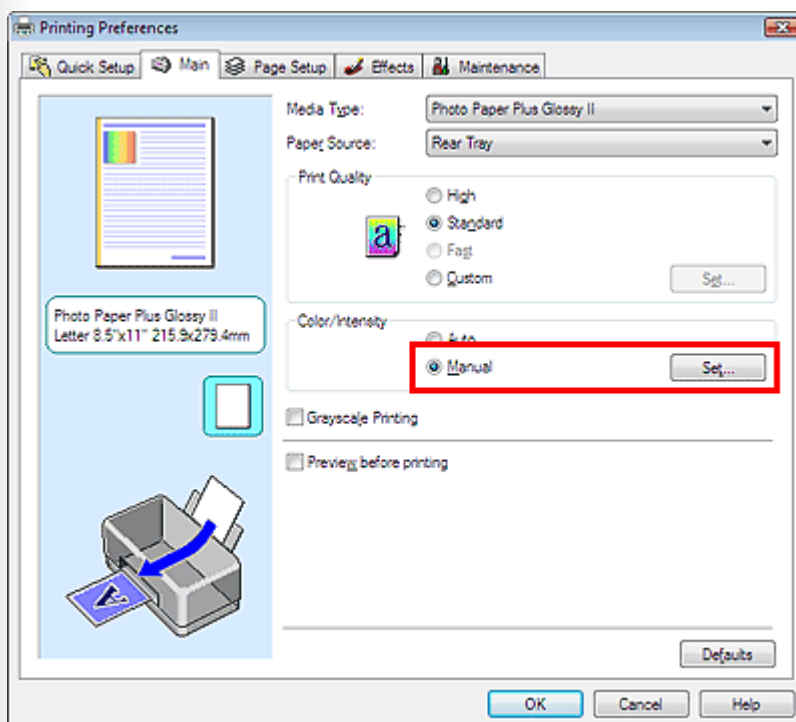 Printing Preferences
Quick Setup Main Page Setup Effects Maintenance
Media Type: Photo Paper Plus Glossy II
Paper Source: Rear Tray
Print Quality
High
a Standard
Fast
Custom Set...
Photo Paper Plus Glossy II
Letter 8.5"x11" 215.9x279.4mm
Color/Intensity
Auto
Manual Set...
Grayscale Printing
Preview before printing
A
Defaults
OK Cancel Help